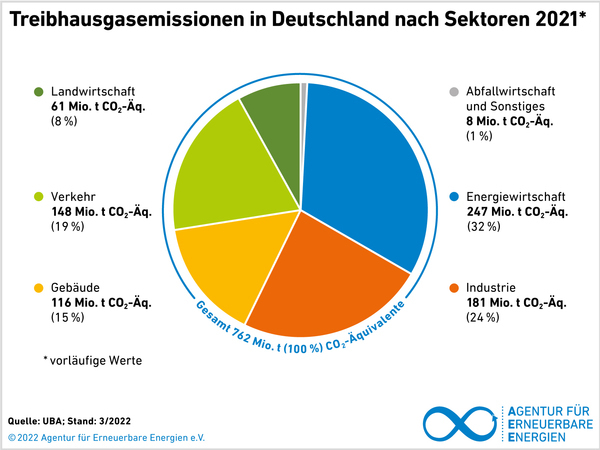 Treibhausgasemissionen in Deutschland nach Sektoren 2021*
Landwirtschaft
61 Mio. t CO₂-Äq.
(8 %)
Verkehr
148 Mio. t CO₂-Äq.
(19 %)
Gebäude
116 Mio. t CO₂-Äq.
(15 %)
Abfallwirtschaft
und Sonstiges
8 Mio. t CO₂-Äq.
(1 %)
Energiewirtschaft
247 Mio. t CO₂-Äq.
(32 %)
Industrie
181 Mio. t CO₂-Äq.
(24 %)
Gesamt 762 Mio. t (100 %) CO₂-Äquivalente
* vorläufige Werte
Quelle: UBA; Stand: 3/2022
© 2022 Agentur für Erneuerbare Energien e.V.
AGENTUR FÜR
ERNEUERBARE
ENERGIEN